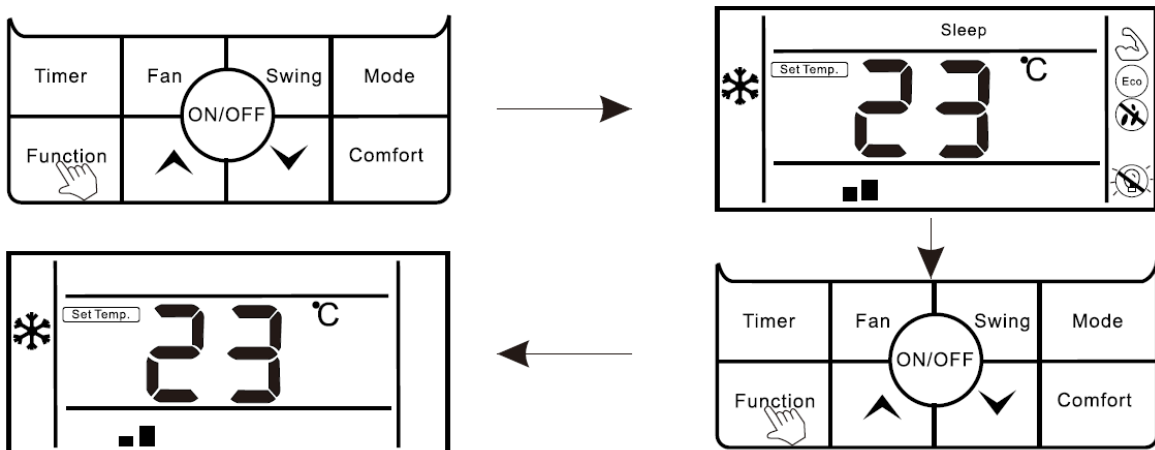 Timer Fan Swing Mode
ON/OFF
Function Comfort
Sleep
Set Temp. 23 °C
Eco
Set Temp. 23 °C
Timer Fan Swing Mode
ON/OFF
Function Comfort